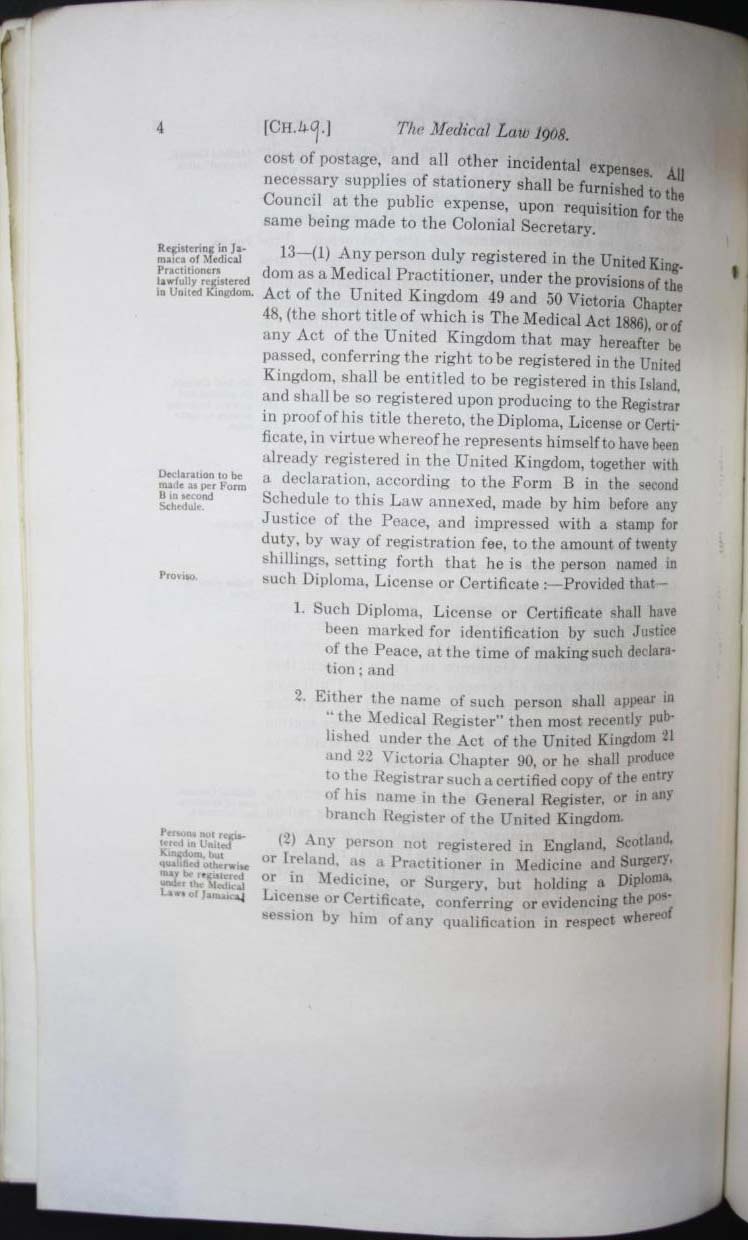 4 [CH.49.] The Medical Law 1908.
cost of postage, and all other incidental expenses. All
necessary supplies of stationery shall be furnished to the
Council at the public expense, upon requisition for the
same being made to the Colonial Secretary.
Registering in Ja-
maica of Medical
Practitioners
lawfully registered
in United Kingdom.
13—(1) Any person duly registered in the United King-
dom as a Medical Practitioner, under the provisions of the
Act of the United Kingdom 49 and 50 Victoria Chapter
48, (the short title of which is The Medical Act 1886), or of
any Act of the United Kingdom that may hereafter be
passed, conferring the right to be registered in the United
Kingdom, shall be entitled to be registered in this Island,
and shall be so registered upon producing to the Registrar
in proof of his title thereto, the Diploma, License or Certi-
ficate, in virtue whereof he represents himself to have been
already registered in the United Kingdom, together with
Declaration to be
made as per Form
B in second
Schedule.
a declaration, according to the Form B in the second
Schedule to this Law annexed, made by him before any
Justice of the Peace, and impressed with a stamp for
duty, by way of registration fee, to the amount of twenty
shillings, setting forth that he is the person named in
Proviso.
such Diploma, License or Certificate :—Provided that—
1. Such Diploma, License or Certificate shall have
been marked for identification by such Justice
of the Peace, at the time of making such declara-
tion ; and
2. Either the name of such person shall appear in
“ the Medical Register” then most recently pub-
lished under the Act of the United Kingdom 21
and 22 Victoria Chapter 90, or he shall produce
to the Registrar such a certified copy of the entry
of his name in the General Register, or in any
branch Register of the United Kingdom.
Persons not regis-
tered in United
Kingdom, but
qualified otherwise
may be registered
under the Medical
Laws of Jamaica.
(2) Any person not registered in England, Scotland,
or Ireland, as a Practitioner in Medicine and Surgery,
or in Medicine, or Surgery, but holding a Diploma,
License or Certificate, conferring or evidencing the pos-
session by him of any qualification in respect whereof